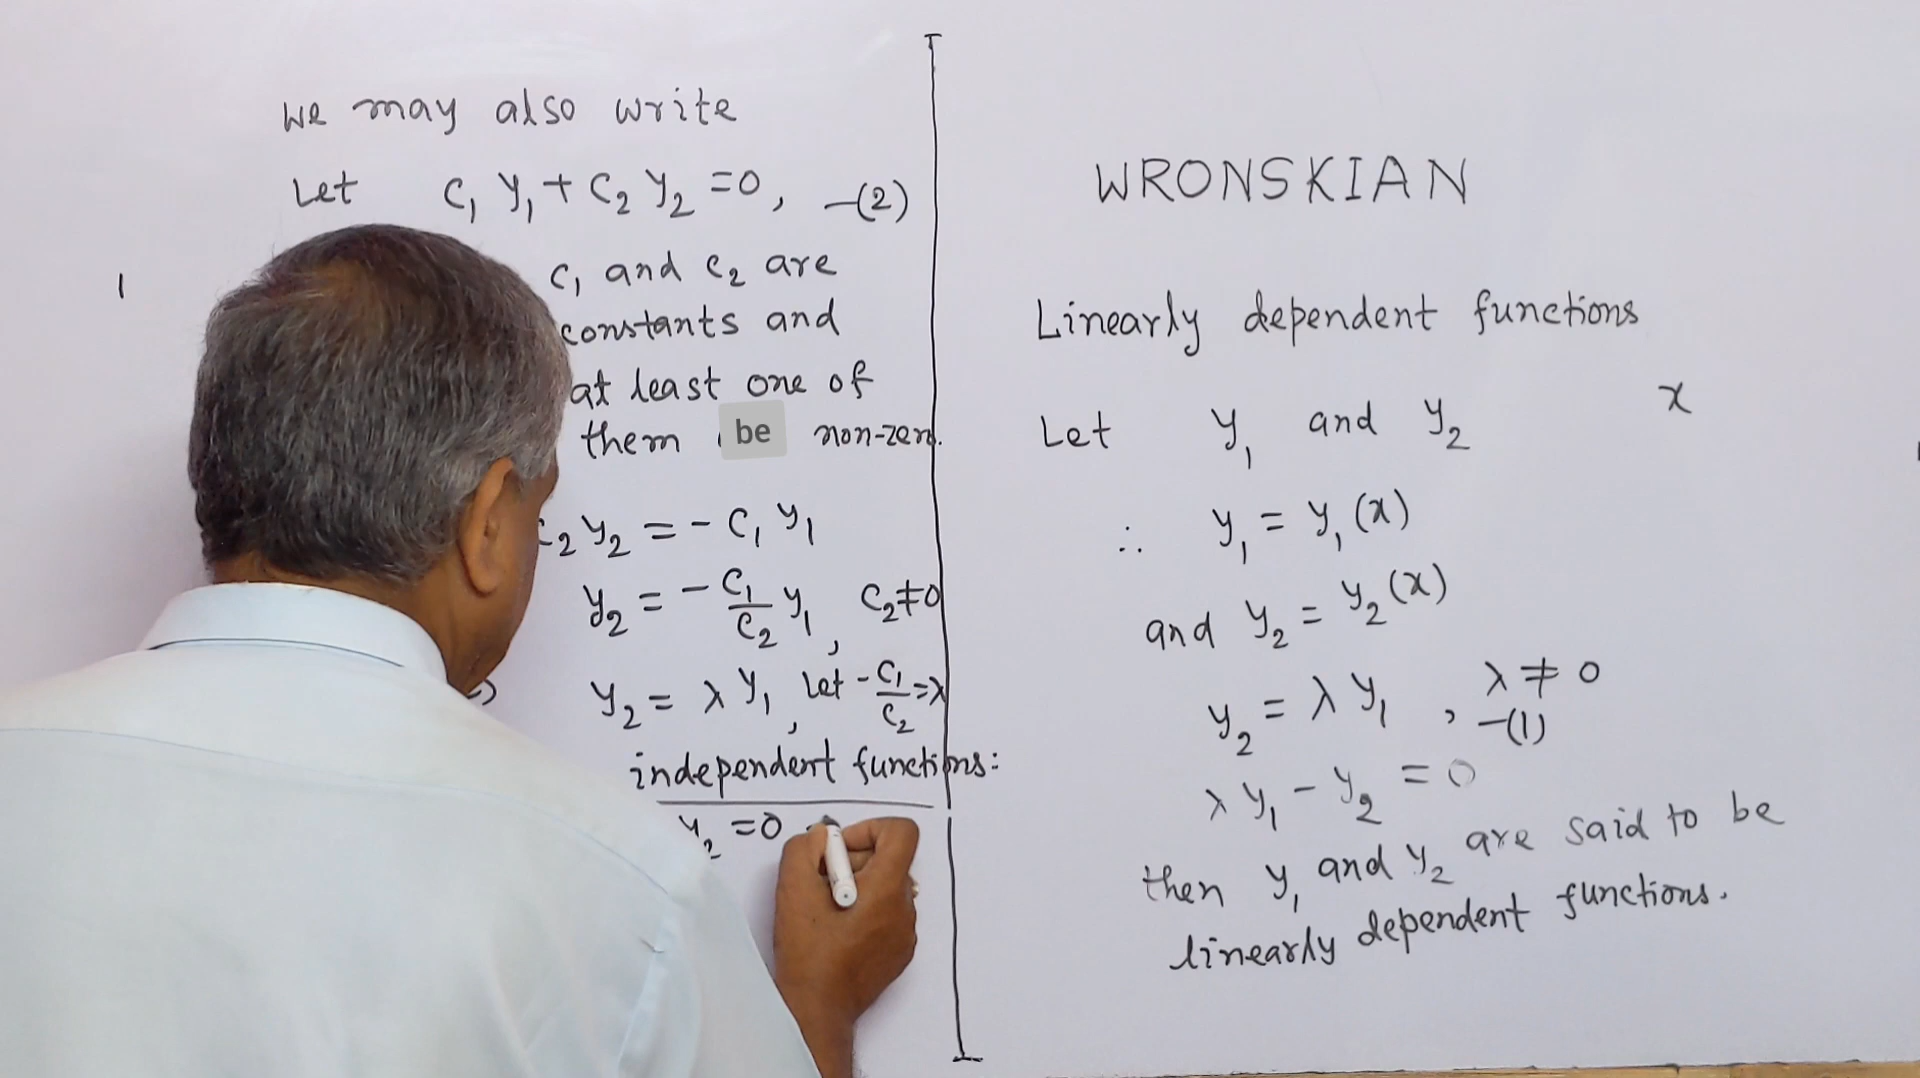 we may also write
Let C₁ y₁ + C₂ y₂ = 0, —(2)
C₁ and C₂ are
constants and
at least one of
them be non-zero.
C₂ y₂ = - C₁ y₁
y₂ = - C₁/C₂ y₁, C₂ ≠ 0
y₂ = λ y₁, Let - C₁/C₂ = λ
independent functions:
y₂ = 0
WRONSKIAN
Linearly dependent functions
Let y₁ and y₂ x
∴ y₁ = y₁(x)
and y₂ = y₂(x)
y₂ = λ y₁, λ ≠ 0
—(1)
λ y₁ - y₂ = 0
then y₁ and y₂ are said to be
linearly dependent functions.